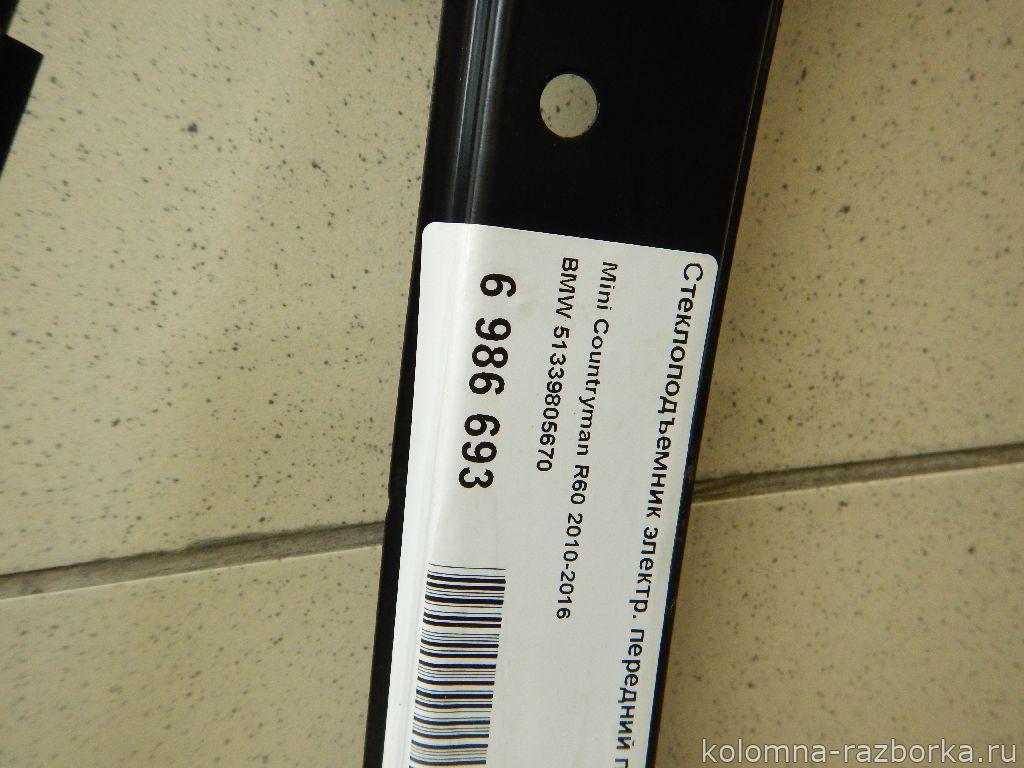 Стеклоподъемник электр. передний
Mini Countryman R60 2010-2016
BMW 51339805670
6 986 693
kolomna-razborka.ru